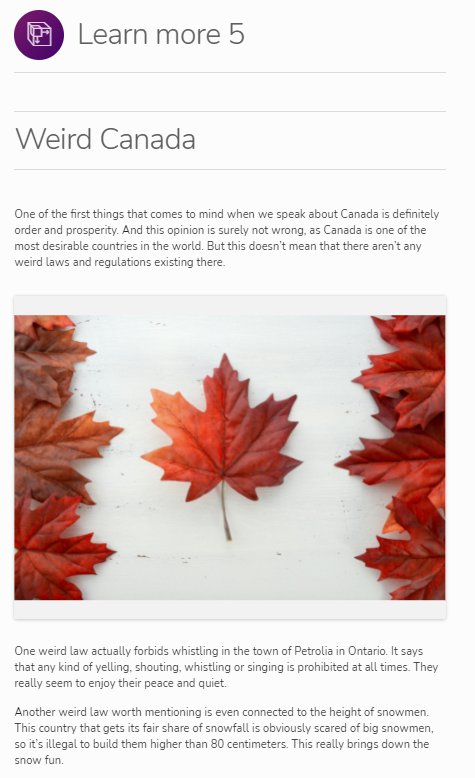 Learn more 5
Weird Canada
One of the first things that comes to mind when we speak about Canada is definitely
order and prosperity. And this opinion is surely not wrong, as Canada is one of the
most desirable countries in the world. But this doesn't mean that there aren't any
weird laws and regulations existing there.
One weird law actually forbids whistling in the town of Petrolia in Ontario. It says
that any kind of yelling, shouting, whistling or singing is prohibited at all times. They
really seem to enjoy their peace and quiet.
Another weird law worth mentioning is even connected to the height of snowmen.
This country that gets its fair share of snowfall is obviously scared of big snowmen,
so it's illegal to build them higher than 80 centimeters. This really brings down the
snow fun.